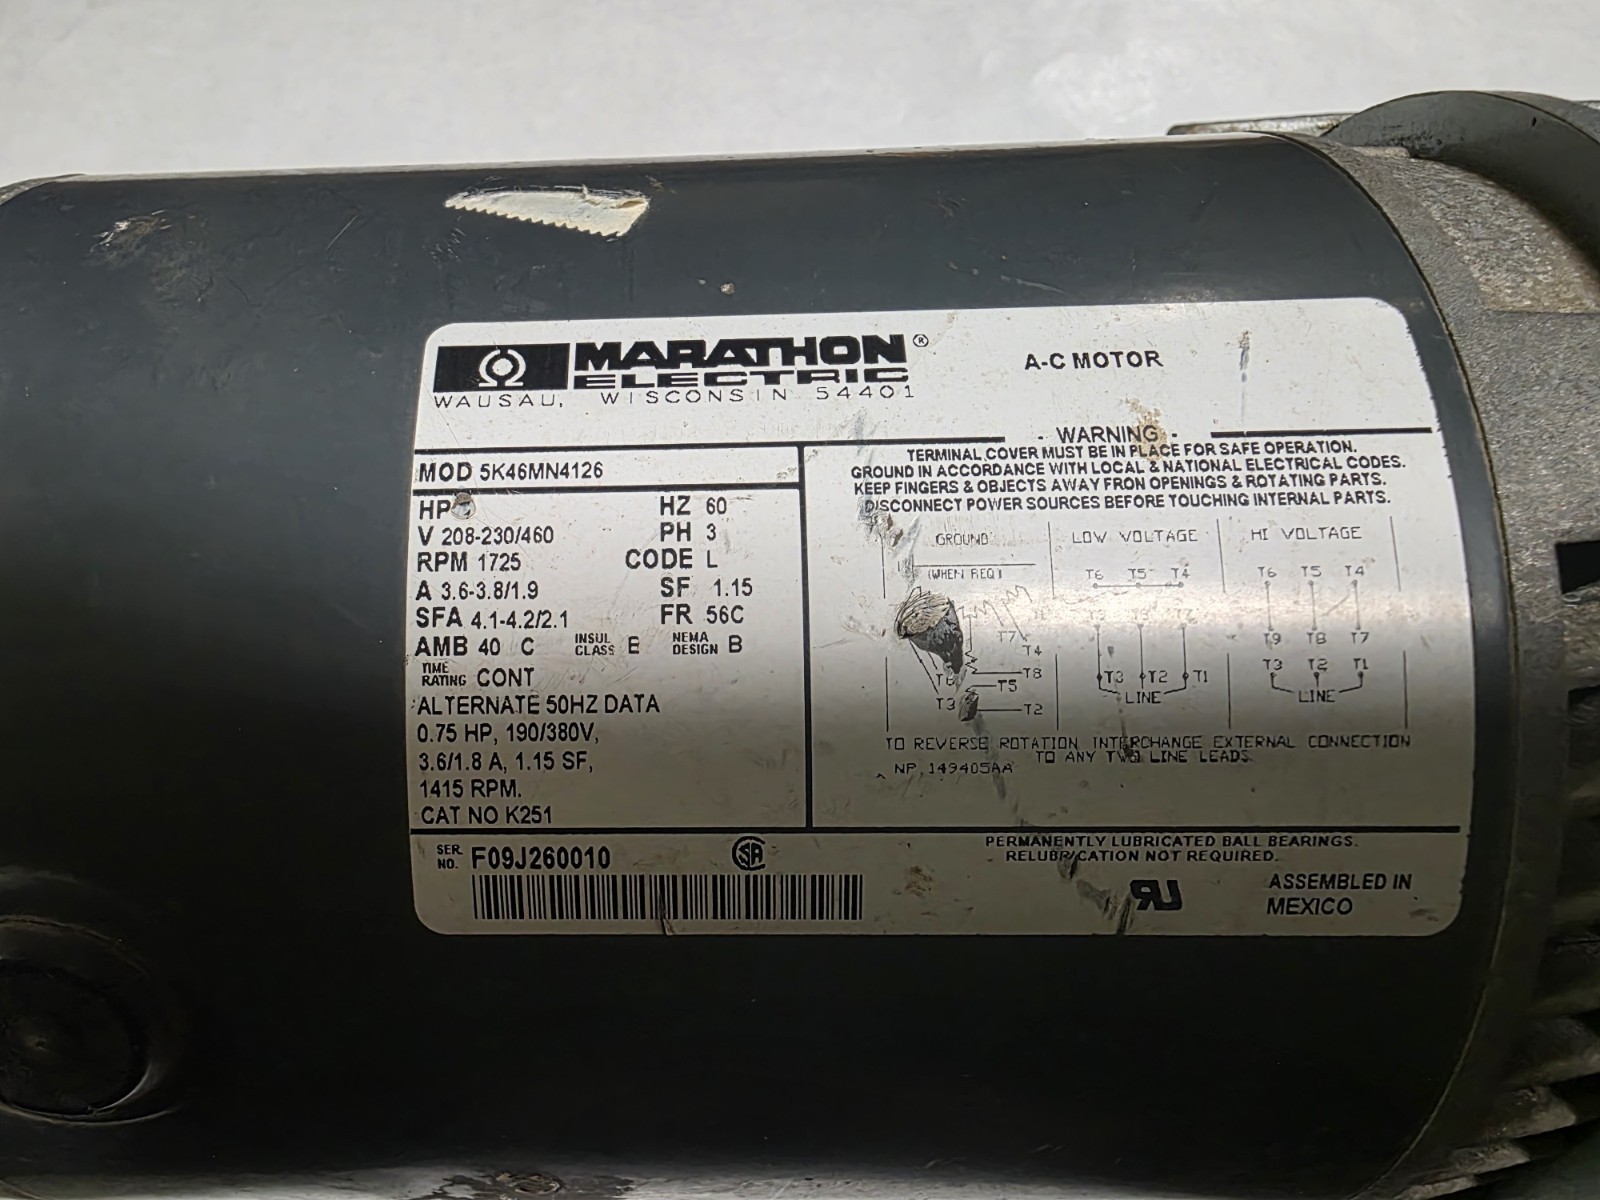 MARATHON ®
ELECTRIC
WAUSAU, WISCONSIN 54401
A-C MOTOR
MOD 5K46MN4126
HP
HZ 60
V 208-230/460
PH 3
RPM 1725
CODE L
A 3.6-3.8/1.9
SF 1.15
SFA 4.1-4.2/2.1
FR 56C
AMB 40 C
INSUL CLASS E
NEMA DESIGN B
TIME RATING CONT
ALTERNATE 50HZ DATA
0.75 HP, 190/380V,
3.6/1.8 A, 1.15 SF,
1415 RPM.
CAT NO K251
- WARNING -
TERMINAL COVER MUST BE IN PLACE FOR SAFE OPERATION.
GROUND IN ACCORDANCE WITH LOCAL & NATIONAL ELECTRICAL CODES.
KEEP FINGERS & OBJECTS AWAY FRON OPENINGS & ROTATING PARTS.
DISCONNECT POWER SOURCES BEFORE TOUCHING INTERNAL PARTS.
GROUND
(WHEN REQ)
T7
T4
T8
T5
T3
T2
LOW VOLTAGE
T6 T5 T4
T3 T2 T1
LINE
HI VOLTAGE
T6 T5 T4
T9 T8 T7
T3 T2 T1
LINE
TO REVERSE ROTATION, INTERCHANGE EXTERNAL CONNECTION
TO ANY TWO LINE LEADS.
NP 149405AA
SER. NO. F09J260010
PERMANENTLY LUBRICATED BALL BEARINGS.
RELUBRICATION NOT REQUIRED.
ASSEMBLED IN
MEXICO